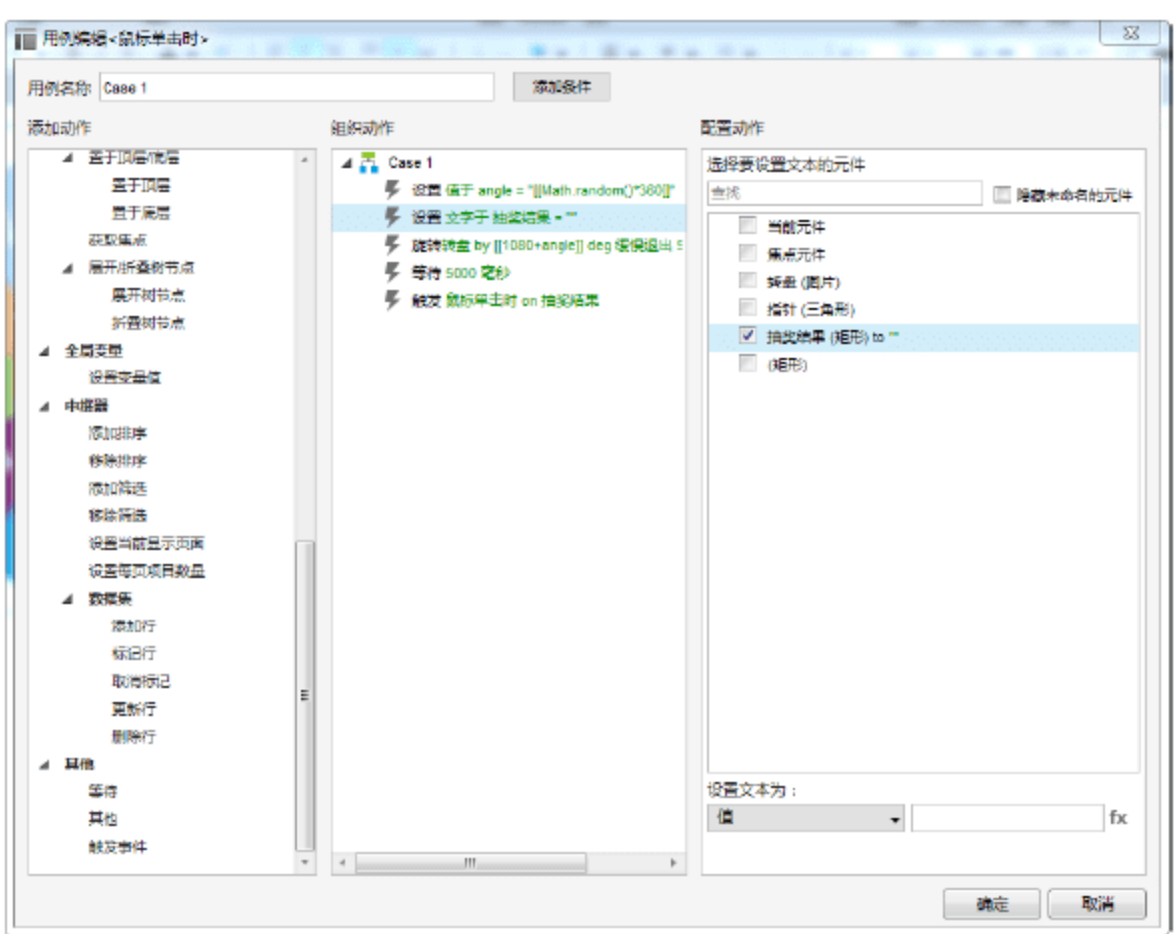 用例编辑<鼠标单击时>
用例名称 Case 1 添加条件
添加动作
置于顶层/底层
置于顶层
置于底层
获取焦点
展开/折叠树节点
展开树节点
折叠树节点
全局变量
设置变量值
中继器
添加排序
移除排序
添加筛选
移除筛选
设置当前显示页面
设置每页项目数量
数据集
添加行
标记行
取消标记
更新行
删除行
其他
等待
其他
触发事件
组织动作
Case 1
设置 值于 angle = "[[Math.random()*360]]"
设置 文字于 抽奖结果 = ""
旋转转盘 by [[1080+angle]] deg 缓慢退出 5
等待 5000 毫秒
触发 鼠标单击时 on 抽奖结果
配置动作
选择要设置文本的元件
查找 隐藏未命名的元件
当前元件
焦点元件
转盘 (图片)
指针 (三角形)
抽奖结果 (矩形) to ""
(矩形)
设置文本为：
值 fx
确定 取消